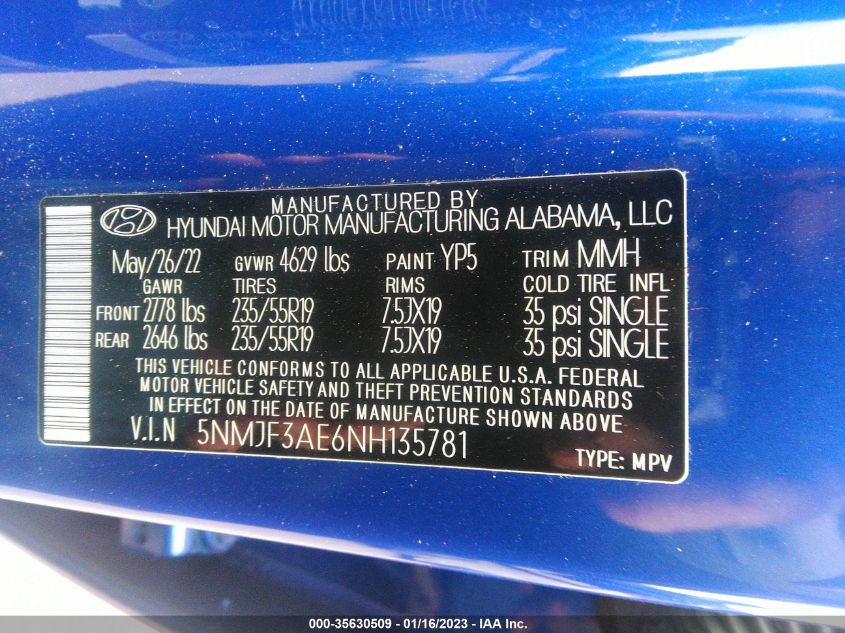 MANUFACTURED BY
HYUNDAI MOTOR MANUFACTURING ALABAMA, LLC
May/26/22 GVWR 4629 lbs PAINT YP5 TRIM MMH
GAWR TIRES RIMS COLD TIRE INFL
FRONT 2778 lbs 235/55R19 7.5JX19 35 psi SINGLE
REAR 2646 lbs 235/55R19 7.5JX19 35 psi SINGLE
THIS VEHICLE CONFORMS TO ALL APPLICABLE U.S.A. FEDERAL
MOTOR VEHICLE SAFETY AND THEFT PREVENTION STANDARDS
IN EFFECT ON THE DATE OF MANUFACTURE SHOWN ABOVE
V.I.N 5NMJF3AE6NH135781
TYPE: MPV
000-35630509 - 01/16/2023 - IAA Inc.